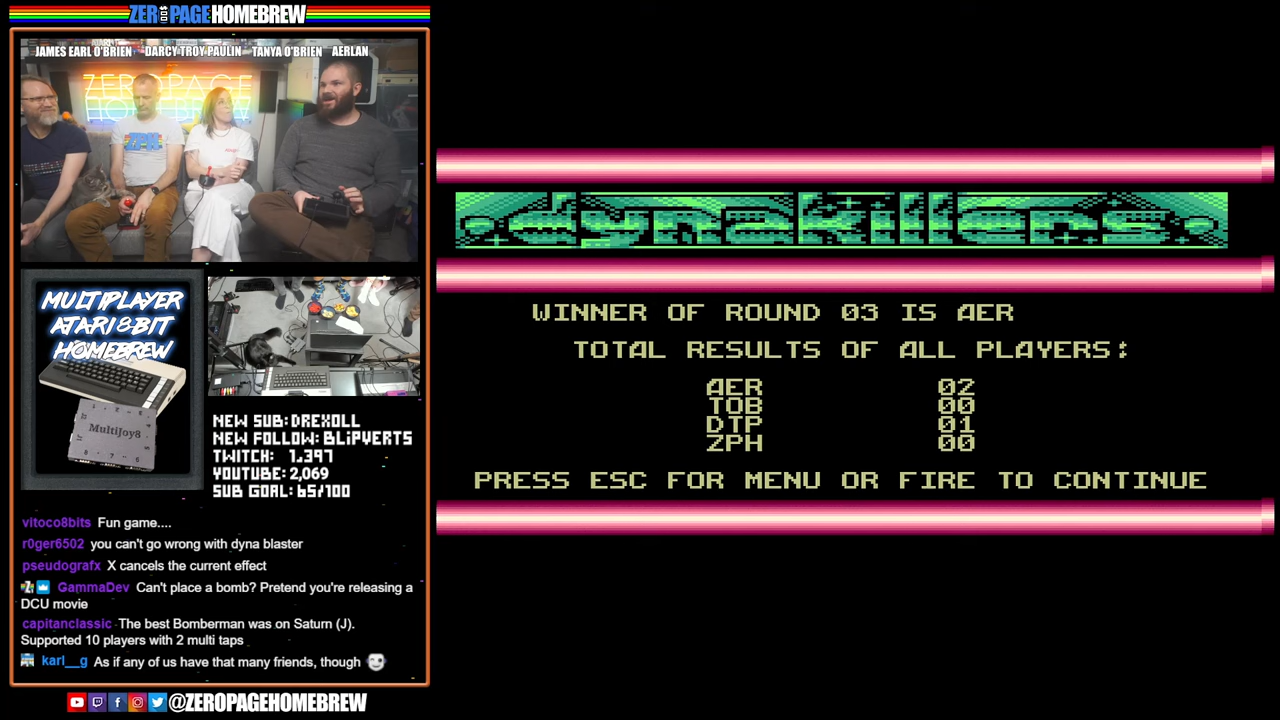 ZEROPAGE HOMEBREW
JAMES EARL O'BRIEN DARCY TROY PAULIN TANYA O'BRIEN AERLAN
ZEROPAGE
HOMEBREW
ZPH
MULTIPLAYER
ATARI 8-BIT
HOMEBREW
MultiJoy8
NEW SUB: DREXOLL
NEW FOLLOW: BLIPVERTS
TWITCH: 1,397
YOUTUBE: 2,069
SUB GOAL: 65/100
vitoco8bits Fun game....
r0ger6502 you can't go wrong with dyna blaster
pseudografx X cancels the current effect
GammaDev Can't place a bomb? Pretend you're releasing a
DCU movie
capitanclassic The best Bomberman was on Saturn (J).
Supported 10 players with 2 multi taps
karl__g As if any of us have that many friends, though
@ZEROPAGEHOMEBREW
dynakillers
WINNER OF ROUND 03 IS AER
TOTAL RESULTS OF ALL PLAYERS:
AER 02
TOB 00
DTP 01
ZPH 00
PRESS ESC FOR MENU OR FIRE TO CONTINUE